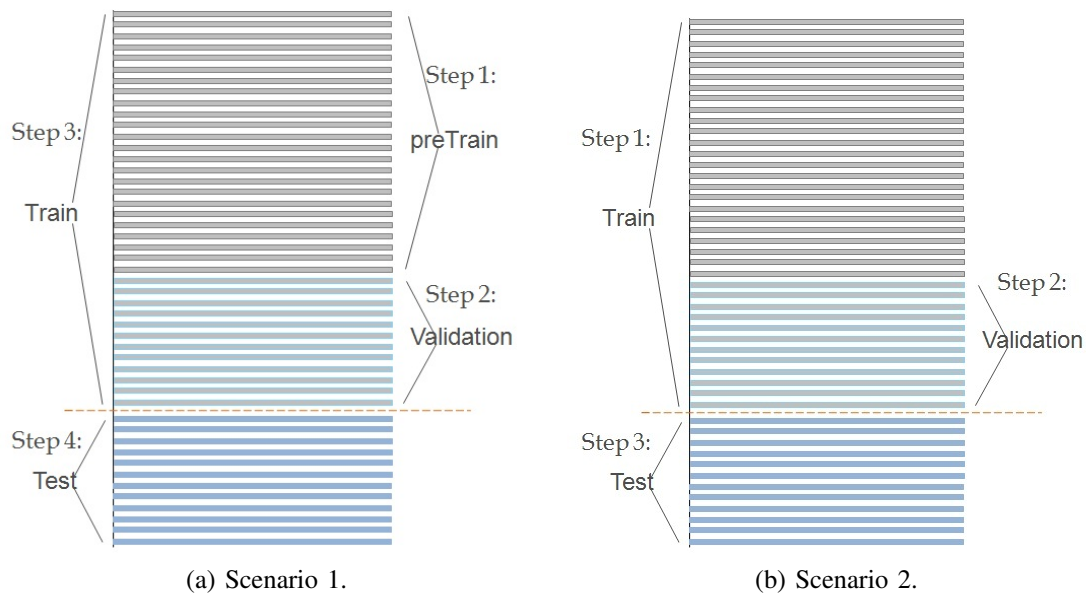 Step 1:
preTrain
Step 3:
Train
Step 2:
Validation
Step 4:
Test
(a) Scenario 1.
Step 1:
Train
Step 2:
Validation
Step 3:
Test
(b) Scenario 2.